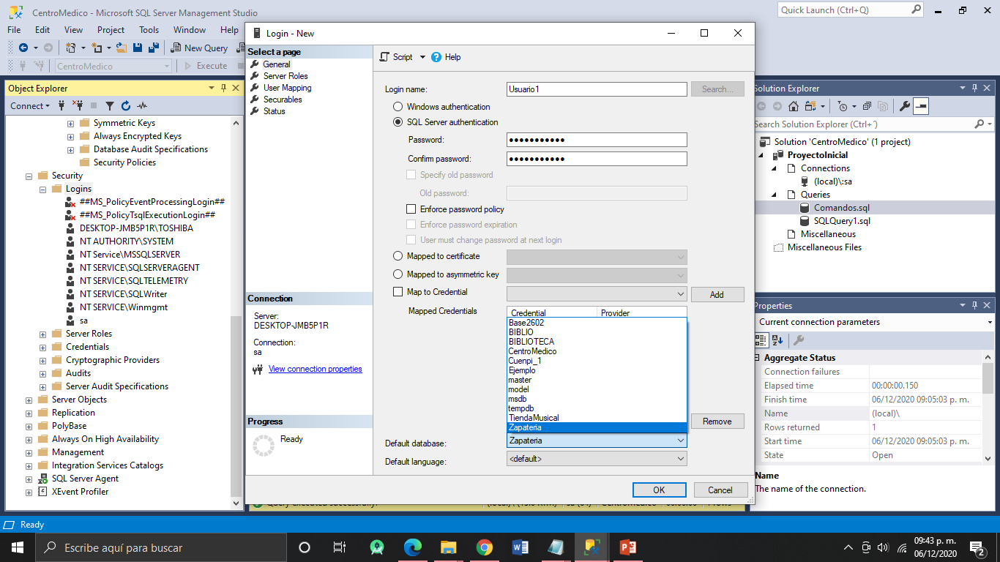 CentroMedico - Microsoft SQL Server Management Studio
Quick Launch (Ctrl+Q)
File Edit View Project Tools Window Help
New Query
CentroMedico
Execute
Object Explorer
Connect
Symmetric Keys
Always Encrypted Keys
Database Audit Specifications
Security Policies
Security
Logins
##MS_PolicyEventProcessingLogin##
##MS_PolicyTsqlExecutionLogin##
DESKTOP-JMB5P1R\TOSHIBA
NT AUTHORITY\SYSTEM
NT Service\MSSQLSERVER
NT SERVICE\SQLSERVERAGENT
NT SERVICE\SQLTELEMETRY
NT SERVICE\SQLWriter
NT SERVICE\Winmgmt
sa
Server Roles
Credentials
Cryptographic Providers
Audits
Server Audit Specifications
Server Objects
Replication
PolyBase
Always On High Availability
Management
Integration Services Catalogs
SQL Server Agent
XEvent Profiler
Login - New
Select a page
General
Server Roles
User Mapping
Securables
Status
Connection
Server:
DESKTOP-JMB5P1R
Connection:
sa
View connection properties
Progress
Ready
Script Help
Login name: Usuario1 Search...
Windows authentication
SQL Server authentication
Password: ●●●●●●●●●●●
Confirm password: ●●●●●●●●●●●
Specify old password
Old password:
Enforce password policy
Enforce password expiration
User must change password at next login
Mapped to certificate
Mapped to asymmetric key
Map to Credential Add
Mapped Credentials Credential Provider
Base2602
BIBLIO
BIBLIOTECA
CentroMedico
Cuenpi_1
Ejemplo
master
model
msdb
tempdb
TiendaMusical
Zapateria
Remove
Default database: Zapateria
Default language: <default>
OK Cancel
Solution Explorer
Search Solution Explorer (Ctrl+´)
Solution 'CentroMedico' (1 project)
ProyectoInicial
Connections
(local)\:sa
Queries
Comandos.sql
SQLQuery1.sql
Miscellaneous
Miscellaneous Files
Properties
Current connection parameters
Aggregate Status
Connection failures
Elapsed time 00:00:00.150
Finish time 06/12/2020 09:05:03 p. m.
Name (local)\
Rows returned 1
Start time 06/12/2020 09:05:03 p. m.
State Open
Name
The name of the connection.
Ready
Escribe aquí para buscar
09:43 p. m.
06/12/2020
2